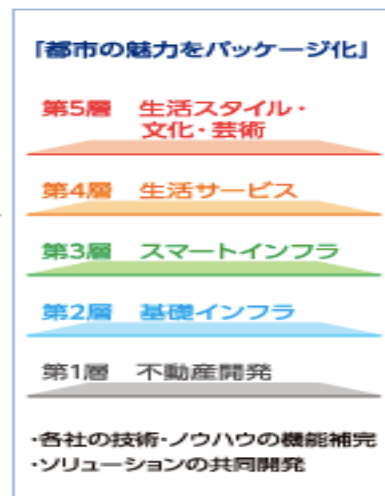 「都市の魅力をパッケージ化」
第5層 生活スタイル・
文化・芸術
第4層 生活サービス
第3層 スマートインフラ
第2層 基礎インフラ
第1層 不動産開発
・各社の技術・ノウハウの機能補完
・ソリューションの共同開発